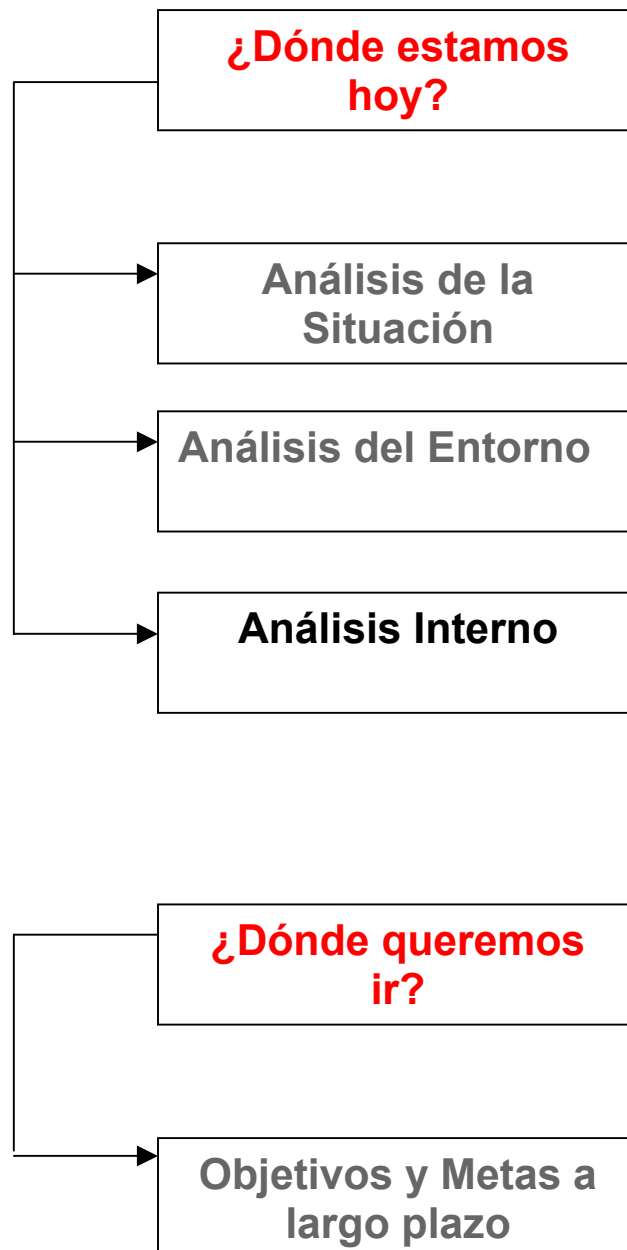 ¿Dónde estamos
hoy?
Análisis de la
Situación
Análisis del Entorno
Análisis Interno
¿Dónde queremos
ir?
Objetivos y Metas a
largo plazo